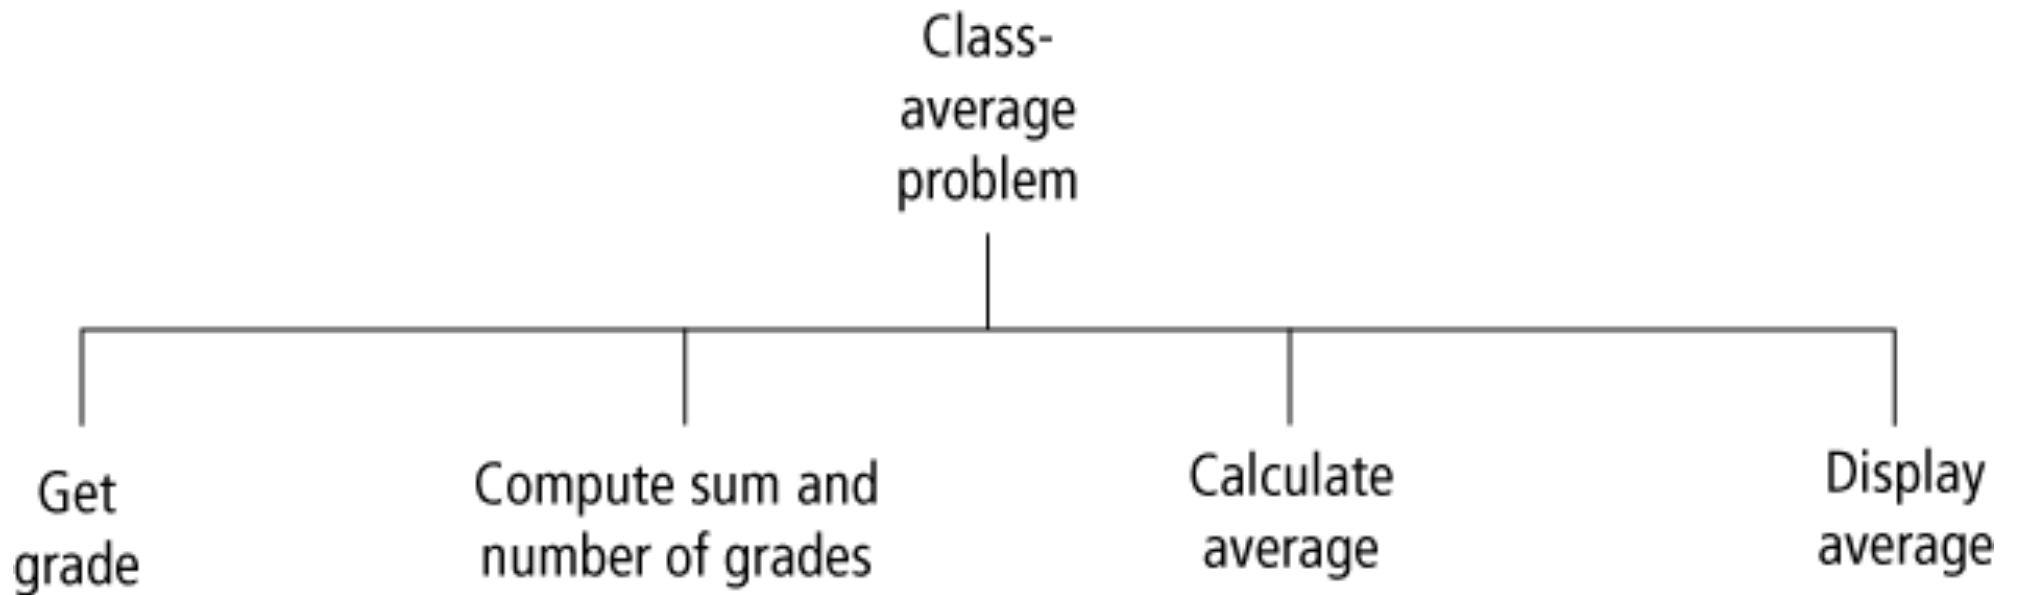 Class-
average
problem
Get
grade
Compute sum and
number of grades
Calculate
average
Display
average